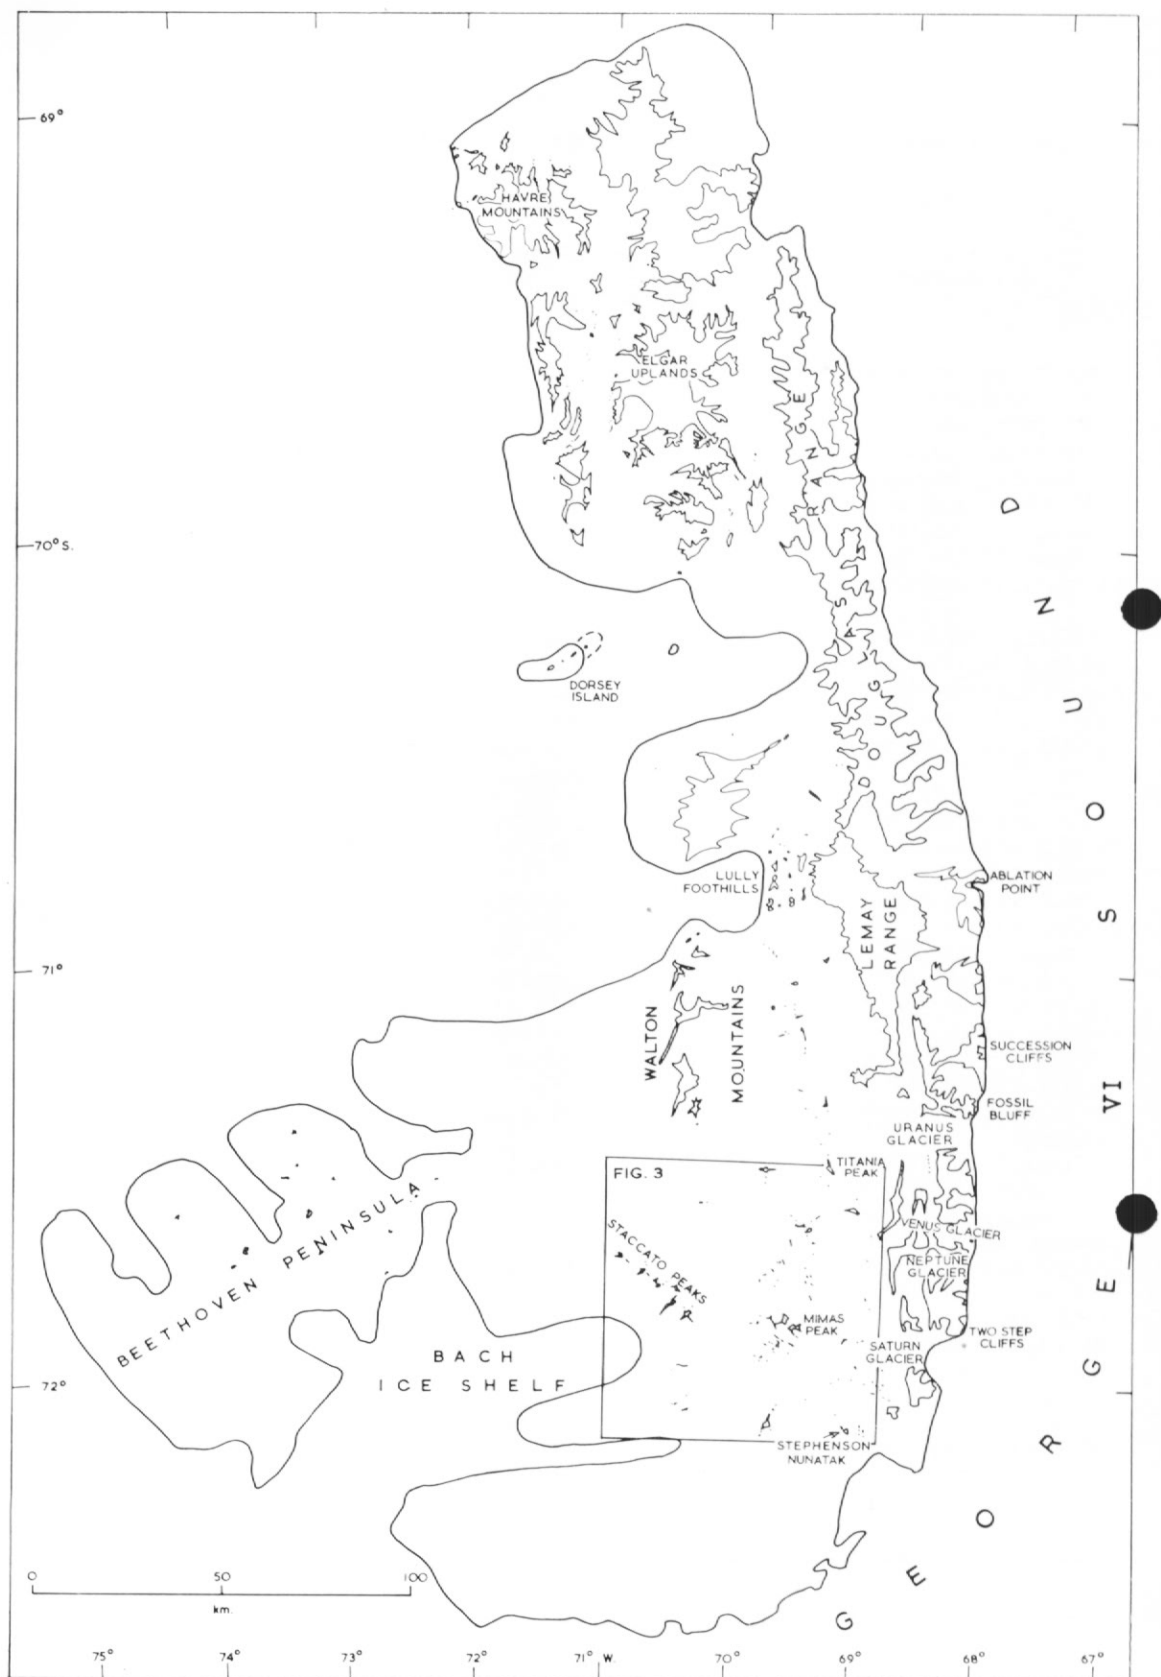 69°
HAVRE
MOUNTAINS
ELGAR
UPLANDS
DOUGLAS RANGE
70°S.
DORSEY
ISLAND
LULLY
FOOTHILLS
LEMAY
RANGE
ABLATION
POINT
71°
WALTON
MOUNTAINS
SUCCESSION
CLIFFS
FOSSIL
BLUFF
URANUS
GLACIER
FIG. 3
TITANIA
PEAK
STACCATO PEAKS
VENUS GLACIER
NEPTUNE
GLACIER
BEETHOVEN PENINSULA
MIMAS
PEAK
TWO STEP
CLIFFS
SATURN
GLACIER
BACH
ICE SHELF
72°
STEPHENSON
NUNATAK
GEORGE VI SOUND
0 50 100
km.
75° 74° 73° 72° 71° W 70° 69° 68° 67°